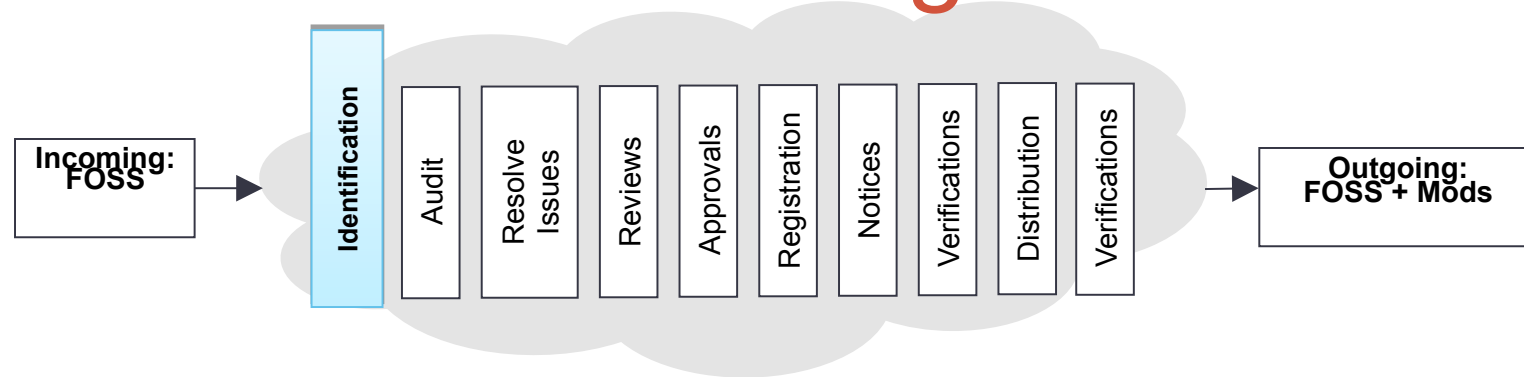 Incoming:
FOSS
Identification
Audit
Resolve
Issues
Reviews
Approvals
Registration
Notices
Verifications
Distribution
Verifications
Outgoing:
FOSS + Mods